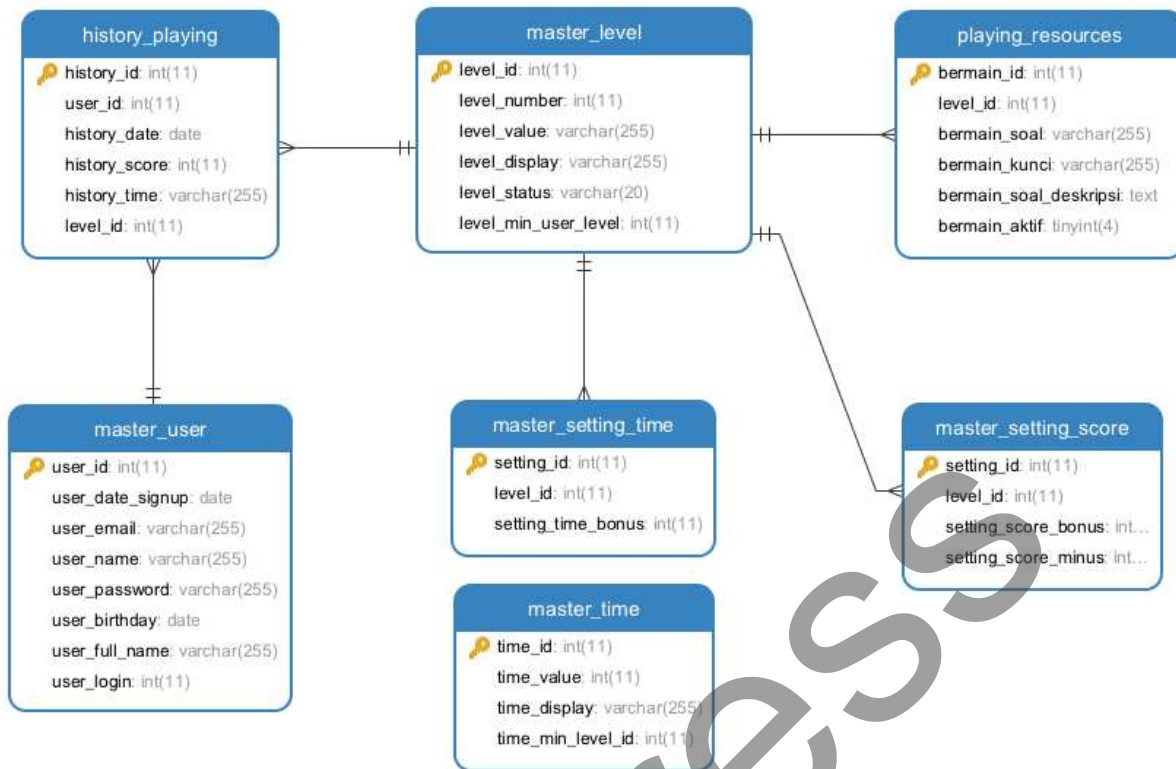 history_playing
history_id: int(11)
user_id: int(11)
history_date: date
history_score: int(11)
history_time: varchar(255)
level_id: int(11)
master_level
level_id: int(11)
level_number: int(11)
level_value: varchar(255)
level_display: varchar(255)
level_status: varchar(20)
level_min_user_level: int(11)
playing_resources
bermain_id: int(11)
level_id: int(11)
bermain_soal: varchar(255)
bermain_kunci: varchar(255)
bermain_soal_deskripsi: text
bermain_aktif: tinyint(4)
master_user
user_id: int(11)
user_date_signup: date
user_email: varchar(255)
user_name: varchar(255)
user_password: varchar(255)
user_birthday: date
user_full_name: varchar(255)
user_login: int(11)
master_setting_time
setting_id: int(11)
level_id: int(11)
setting_time_bonus: int(11)
master_setting_score
setting_id: int(11)
level_id: int(11)
setting_score_bonus: int...
setting_score_minus: int...
master_time
time_id: int(11)
time_value: int(11)
time_display: varchar(255)
time_min_level_id: int(11)